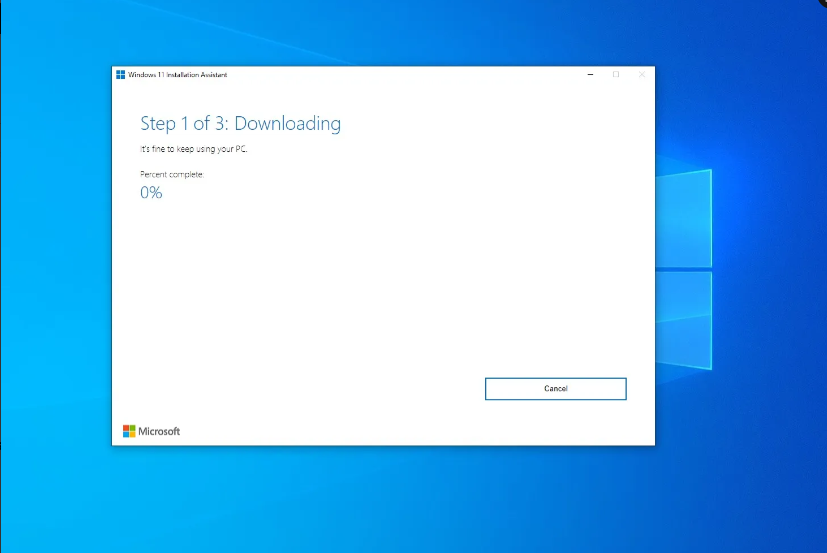 Windows 11 Installation Assistant
Step 1 of 3: Downloading
It's fine to keep using your PC.
Percent complete:
0%
Cancel
Microsoft